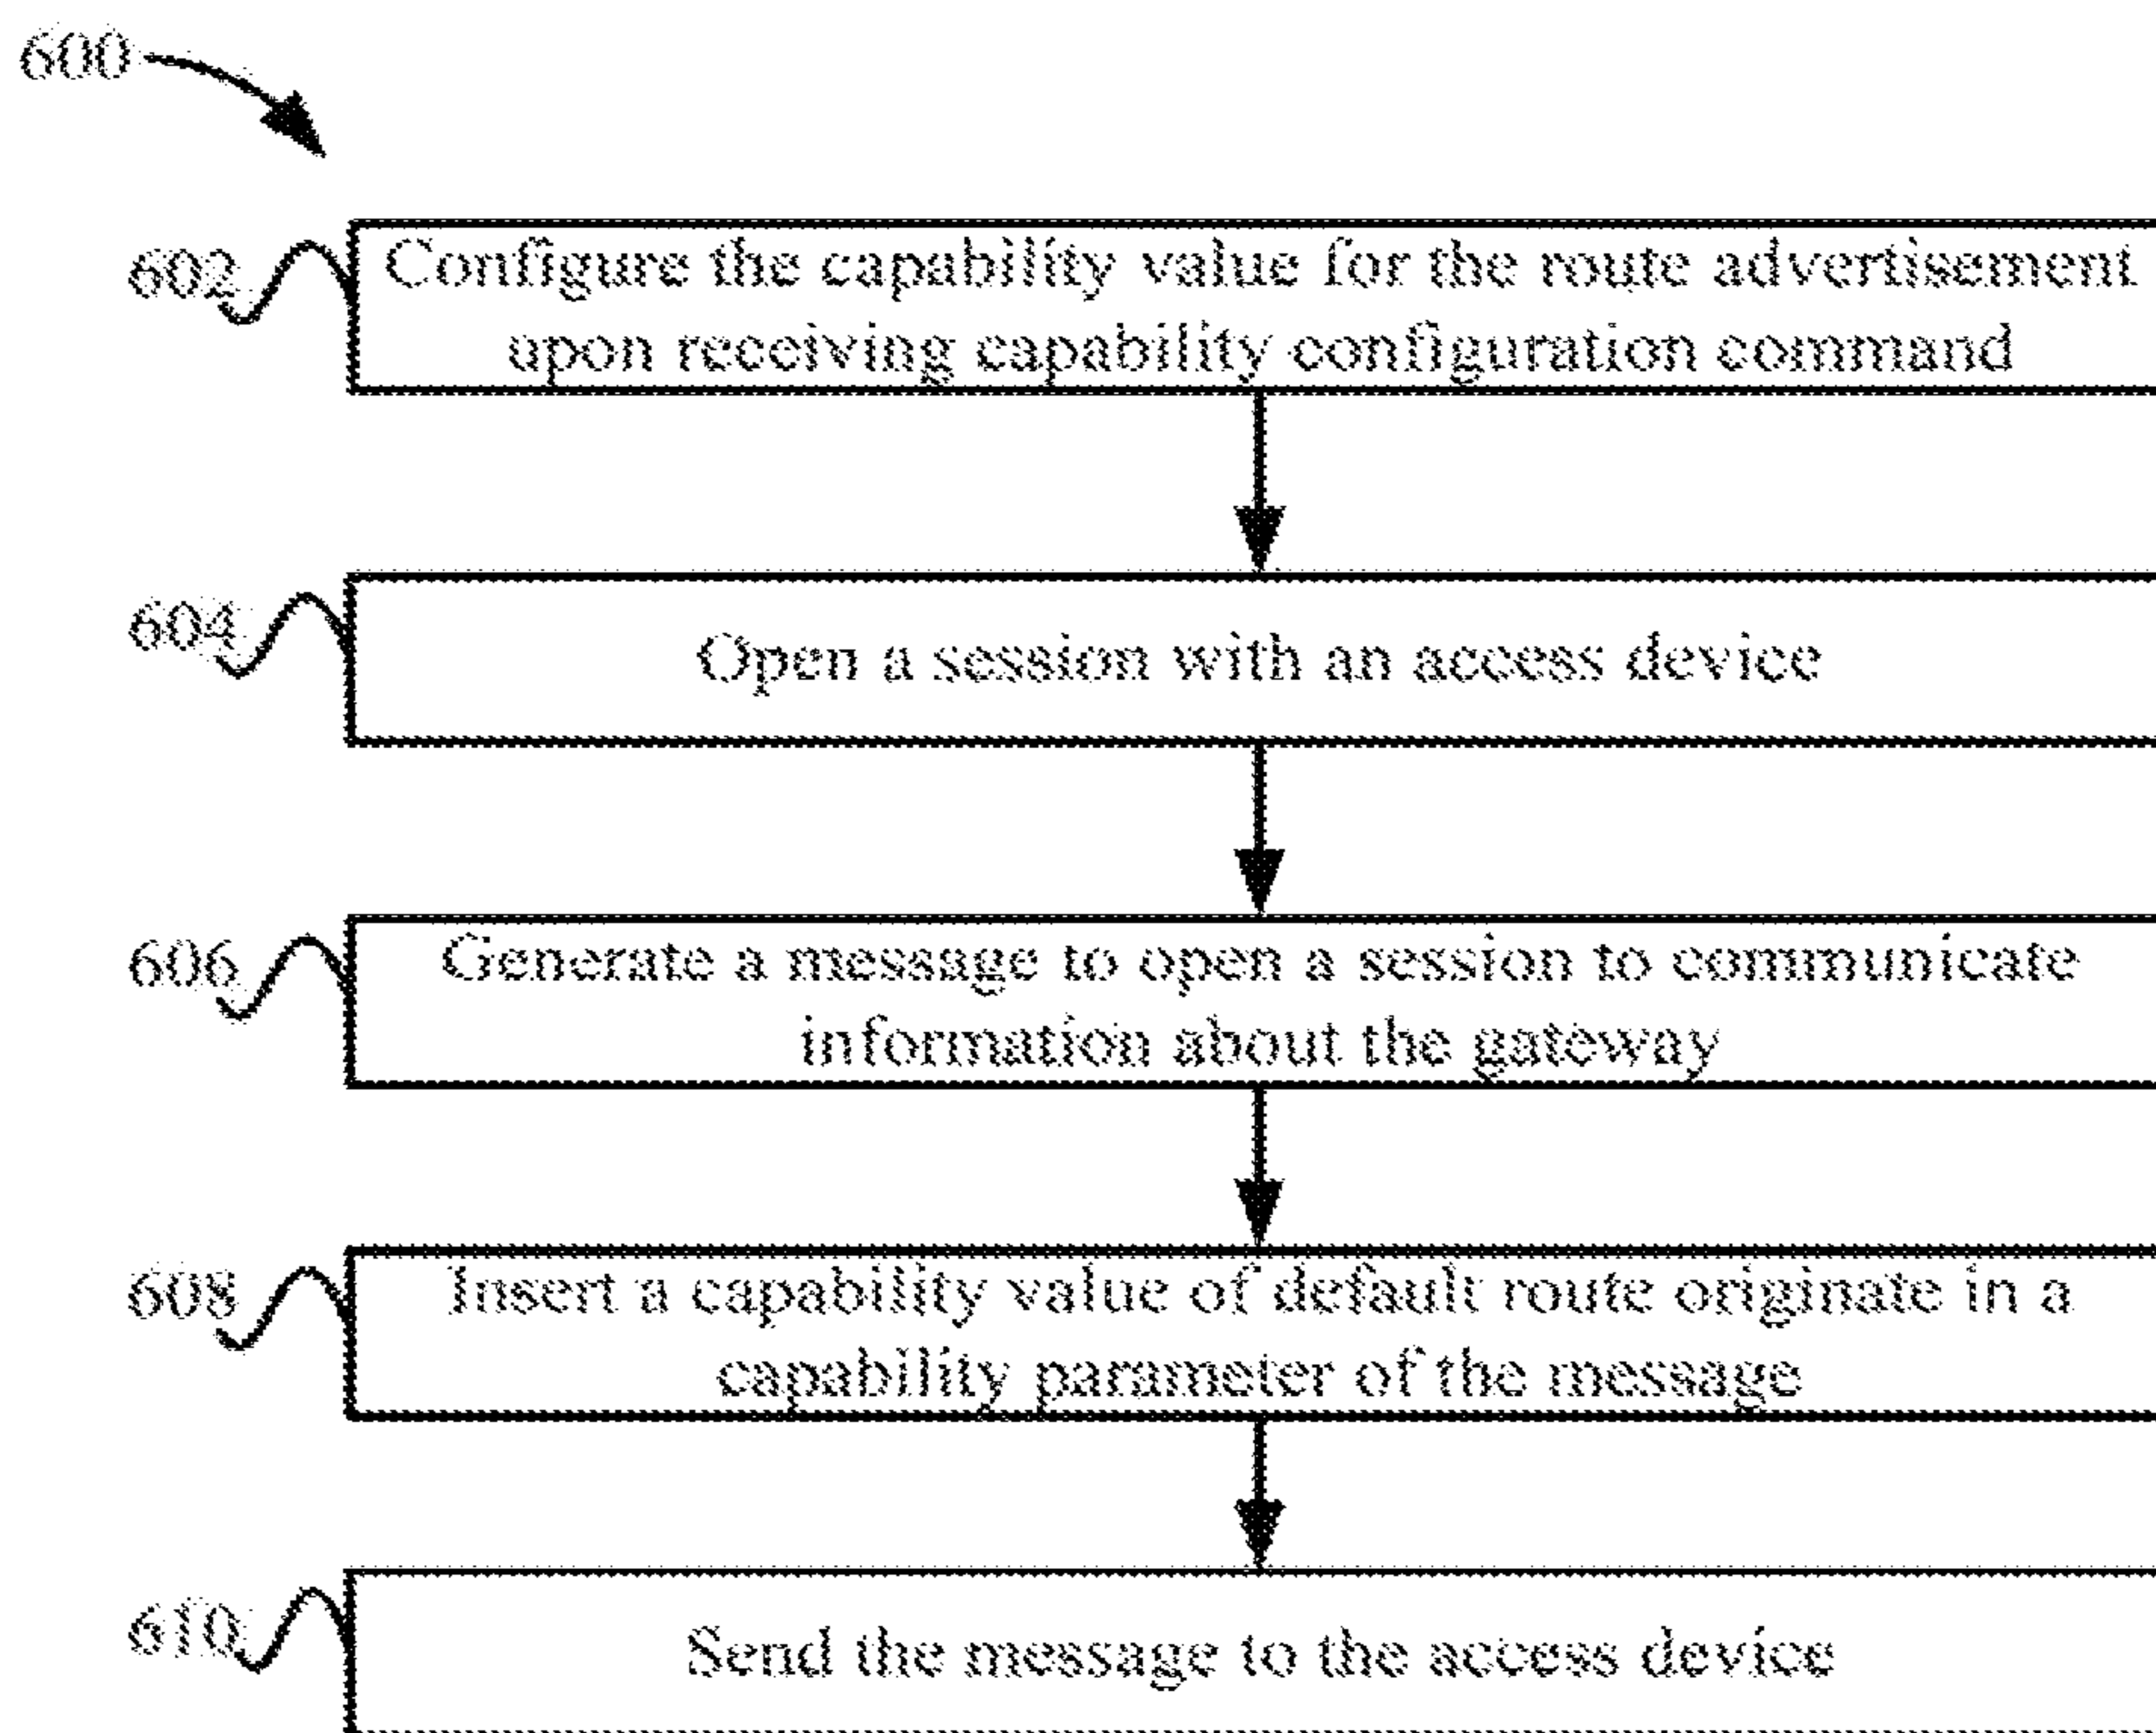 600
602
Configure the capability value for the route advertisement
upon receiving capability configuration command
604
Open a session with an access device
606
Generate a message to open a session to communicate
information about the gateway
608
Insert a capability value of default route originate in a
capability parameter of the message
610
Send the message to the access device